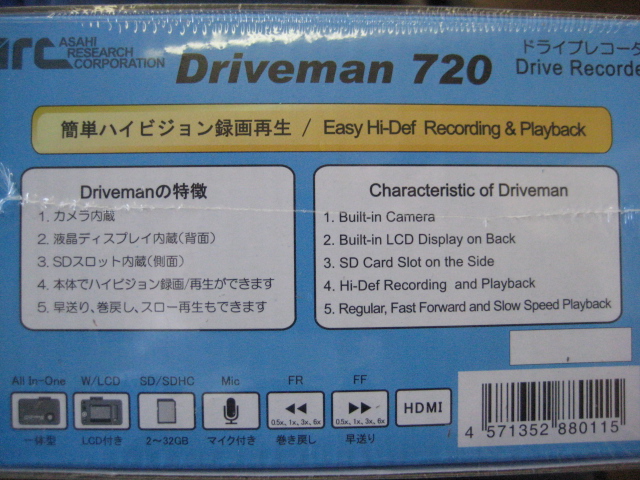 arc ASAHI
RESEARCH
CORPORATION
Driveman 720
ドライブレコーダ
Drive Recorde
簡単ハイビジョン録画再生 / Easy Hi-Def Recording & Playback
Drivemanの特徴
1. カメラ内蔵
2. 液晶ディスプレイ内蔵(背面)
3. SDスロット内蔵(側面)
4. 本体でハイビジョン録画/再生ができます
5. 早送り、巻戻し、スロー再生もできます
Characteristic of Driveman
1. Built-in Camera
2. Built-in LCD Display on Back
3. SD Card Slot on the Side
4. Hi-Def Recording and Playback
5. Regular, Fast Forward and Slow Speed Playback
All In-One W/LCD SD/SDHC Mic FR FF
0.5x, 1x, 3x, 6x 0.5x, 1x, 3x, 6x HDMI
一体型 LCD付き 2~32GB マイク付き 巻き戻し 早送り
4 571352 880115